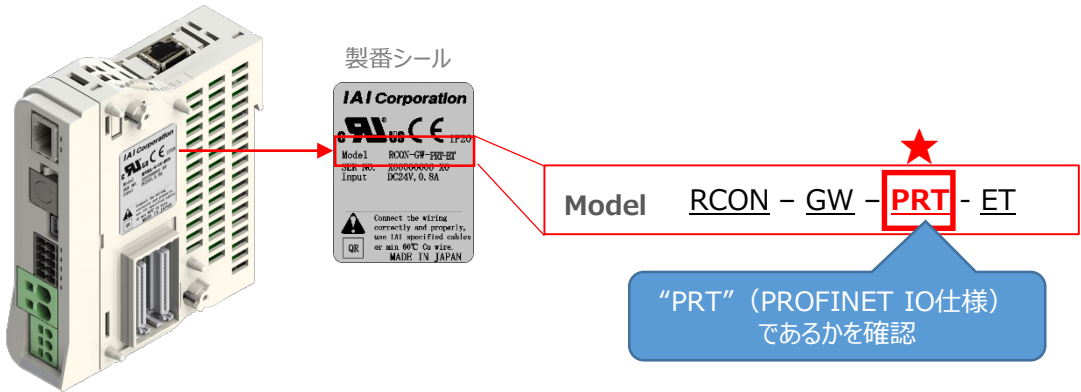 製番シール
IAI Corporation
c UL us CE IP20
Model RCON-GW-PRT-ET
SER NO. X00000000 X0
Input DC24V, 0.8A
Connect the wiring
correctly and properly,
use IAI specified cables
or min 60℃ Cu wire.
QR
MADE IN JAPAN
Model RCON – GW – PRT - ET
“PRT”（PROFINET IO仕様）
であるかを確認